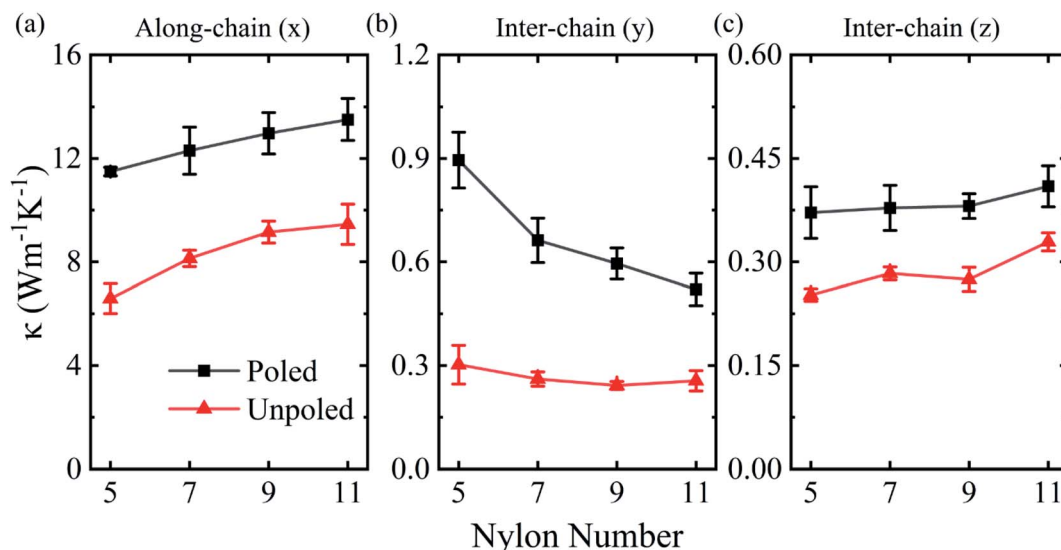 (a) Along-chain (x)
(b) Inter-chain (y)
(c) Inter-chain (z)
κ (Wm⁻¹K⁻¹)
16
12
8
4
0
5 7 9 11
Poled
Unpoled
1.2
0.9
0.6
0.3
0.0
5 7 9 11
0.60
0.45
0.30
0.15
0.00
5 7 9 11
Nylon Number